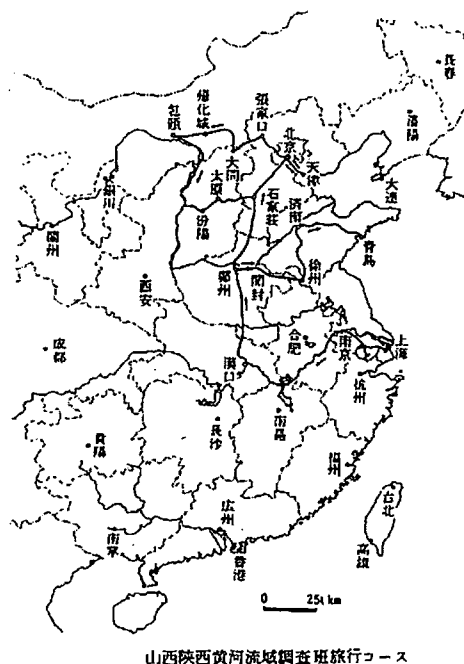 長春
瀋陽
大連
張家口
帰化城
包頭
北京
天津
大同
太原
石家荘
済南
汾陽
銀川
蘭州
青島
徐州
開封
鄭州
西安
成都
合肥
南京
上海
杭州
漢口
南昌
長沙
貴陽
福州
台北
高雄
広州
香港
南寧
0 250 km
山西陝西黄河流域調査班旅行コース